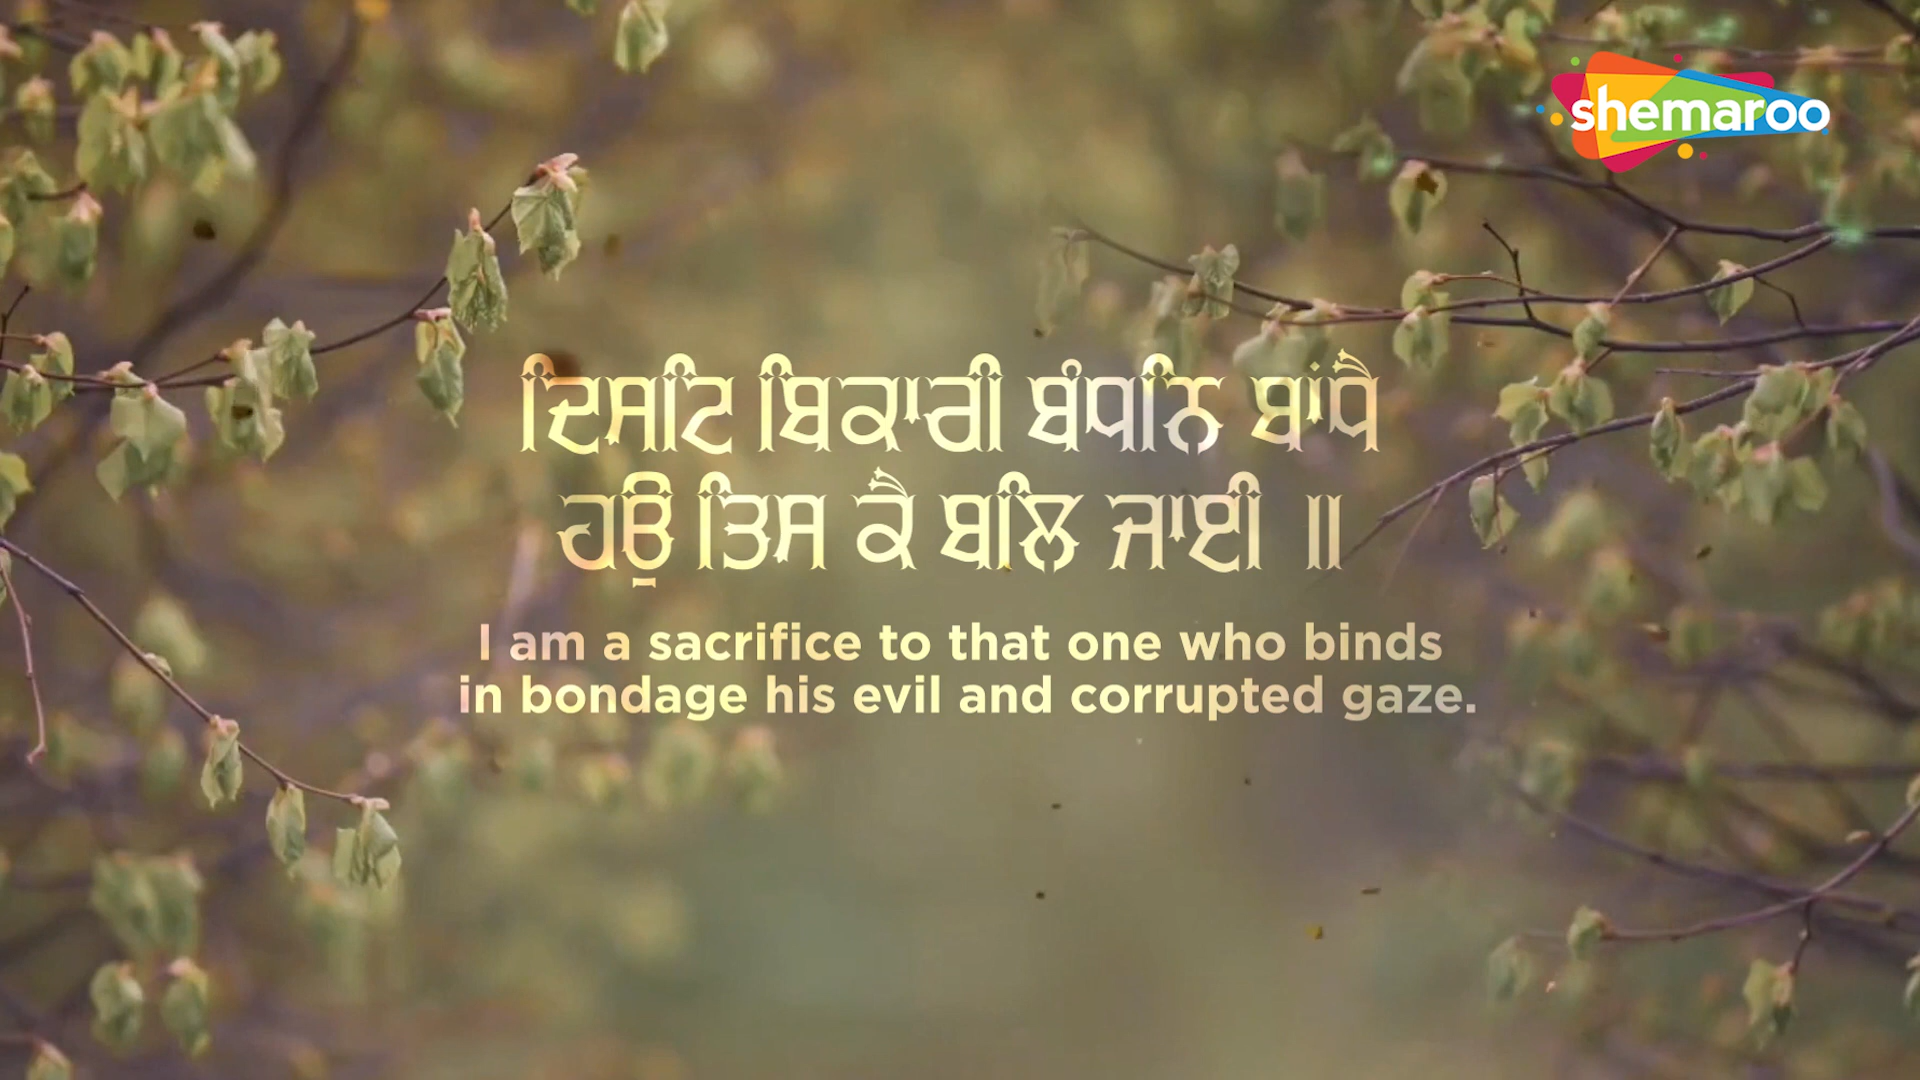 shemaroo
ਦਿਸਟਿ ਬਿਕਾਰੀ ਬੰਧਨਿ ਬਾਂਧੈ
ਹਉ ਤਿਸ ਕੈ ਬਲਿ ਜਾਈ ॥
I am a sacrifice to that one who binds
in bondage his evil and corrupted gaze.